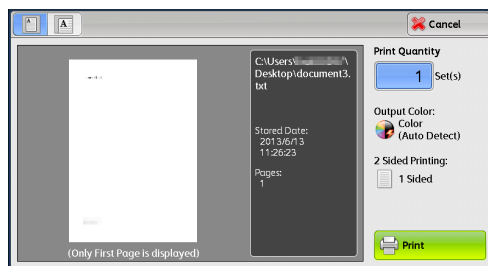 A
A
Cancel
C:\Users\
\
Desktop\document3.
txt
Stored Date:
2013/6/13
11:26:23
Pages:
1
(Only First Page is displayed)
Print Quantity
1 Set(s)
Output Color:
Color
(Auto Detect)
2 Sided Printing:
1 Sided
Print